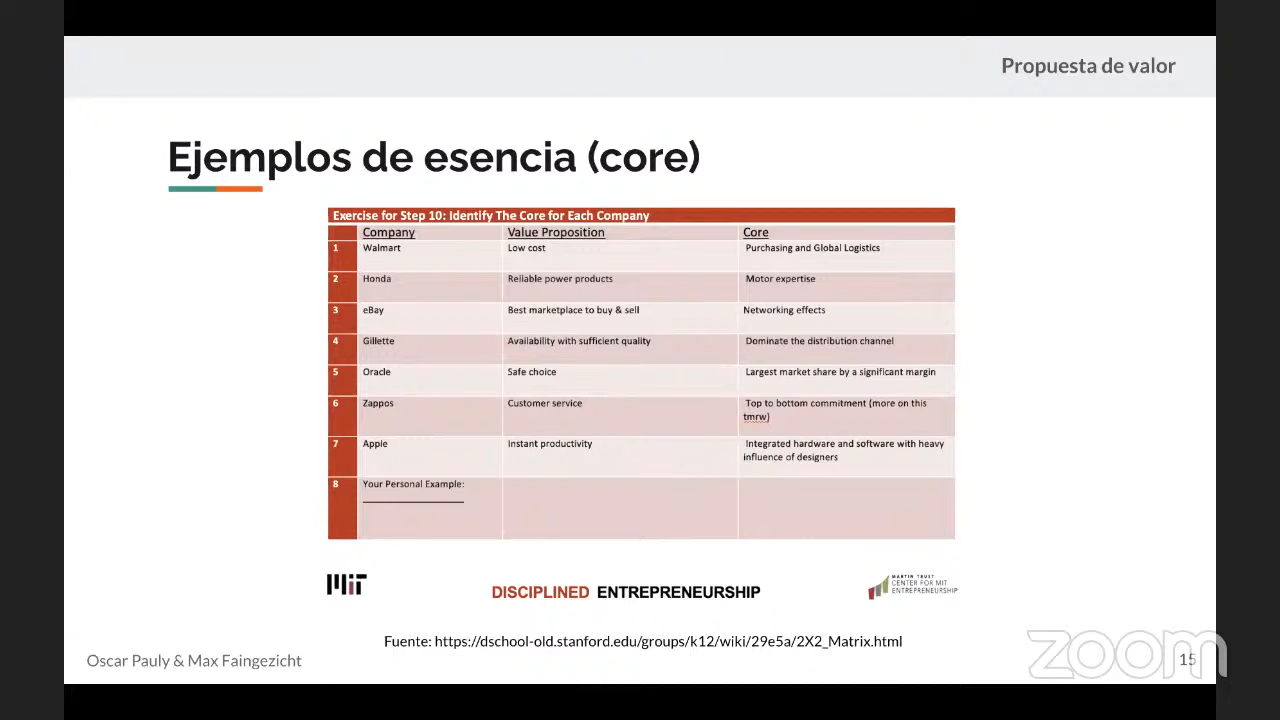 Propuesta de valor
Ejemplos de esencia (core)
Exercise for Step 10: Identify The Core for Each Company
Company Value Proposition Core
1 Walmart Low cost Purchasing and Global Logistics
2 Honda Reliable power products Motor expertise
3 eBay Best marketplace to buy & sell Networking effects
4 Gillette Availability with sufficient quality Dominate the distribution channel
5 Oracle Safe choice Largest market share by a significant margin
6 Zappos Customer service Top to bottom commitment (more on this
tmrw)
7 Apple Instant productivity Integrated hardware and software with heavy
influence of designers
8 Your Personal Example:
MIT
DISCIPLINED ENTREPRENEURSHIP
MARTIN TRUST
CENTER FOR MIT
ENTREPRENEURSHIP
Fuente: https://dschool-old.stanford.edu/groups/k12/wiki/29e5a/2X2_Matrix.html
Oscar Pauly & Max Faingezicht
15
zoom